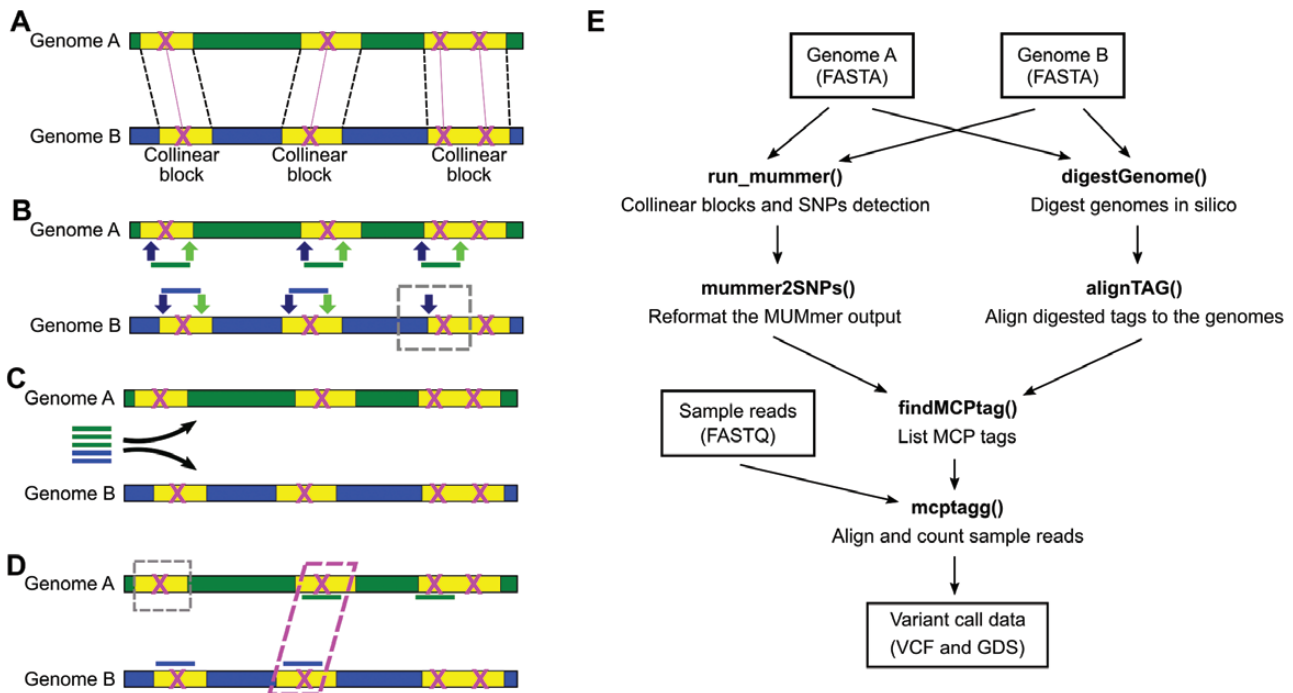 A
Genome A
Genome B
Collinear
block
Collinear
block
Collinear
block
B
Genome A
Genome B
C
Genome A
Genome B
D
Genome A
Genome B
E
Genome A
(FASTA)
Genome B
(FASTA)
run_mummer()
Collinear blocks and SNPs detection
digestGenome()
Digest genomes in silico
mummer2SNPs()
Reformat the MUMmer output
alignTAG()
Align digested tags to the genomes
Sample reads
(FASTQ)
findMCPtag()
List MCP tags
mcptagg()
Align and count sample reads
Variant call data
(VCF and GDS)